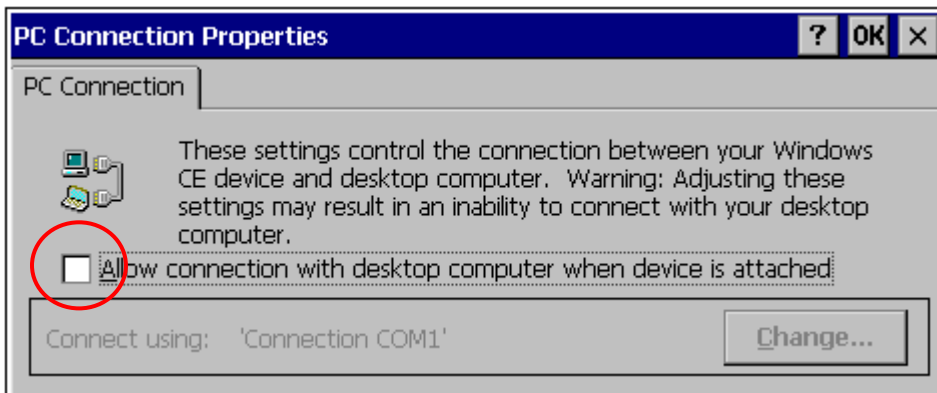 PC Connection Properties ? OK ×
PC Connection
These settings control the connection between your Windows
CE device and desktop computer.  Warning: Adjusting these
settings may result in an inability to connect with your desktop
computer.
Allow connection with desktop computer when device is attached
Connect using: 'Connection COM1' Change...